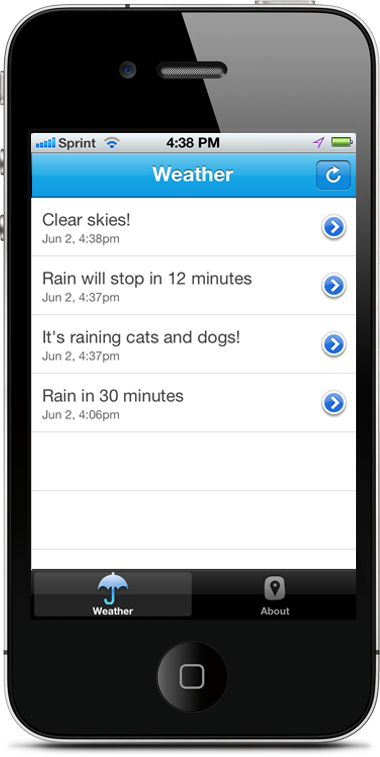 Sprint 4:38 PM
Weather
Clear skies!
Jun 2, 4:38pm
Rain will stop in 12 minutes
Jun 2, 4:37pm
It's raining cats and dogs!
Jun 2, 4:37pm
Rain in 30 minutes
Jun 2, 4:06pm
Weather About